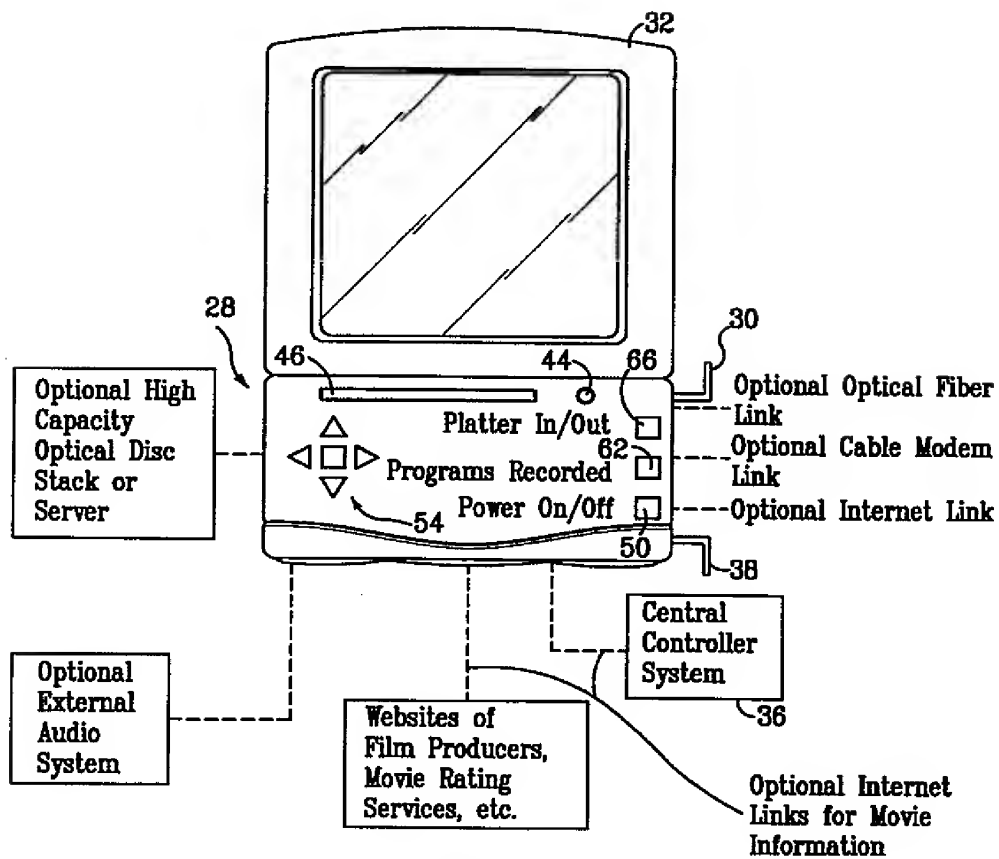 32
28
30
46
44
66
Optional High
Capacity
Optical Disc
Stack or
Server
Platter In/Out
Optional Optical Fiber
Link
Programs Recorded
62
Optional Cable Modem
Link
54
Power On/Off
50
Optional Internet Link
38
Optional
External
Audio
System
Websites of
Film Producers,
Movie Rating
Services, etc.
Central
Controller
System
36
Optional Internet
Links for Movie
Information